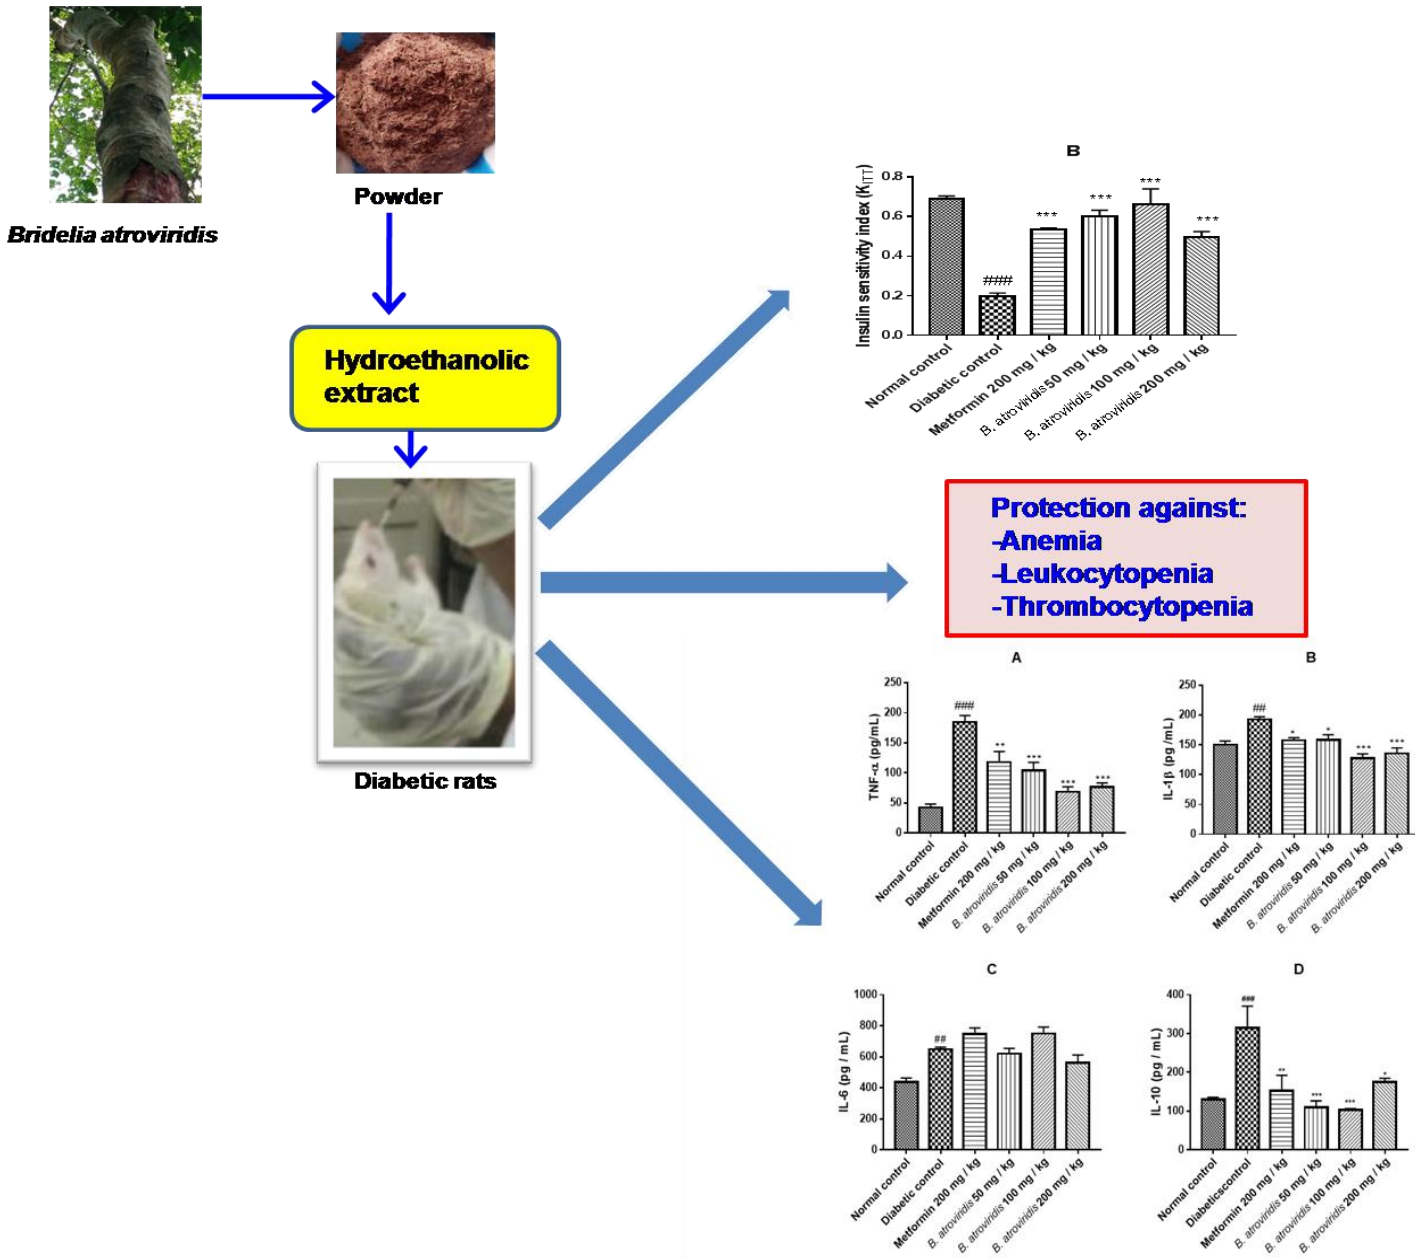 Bridelia atroviridis
Powder
Hydroethanolic
extract
Diabetic rats
B
Insulin sensitivity index (KITT)
0.8
0.6
0.4
0.2
0.0
###
***
***
***
***
Normal control
Diabetic control
Metformin 200 mg / kg
B. atroviridis 50 mg / kg
B. atroviridis 100 mg / kg
B. atroviridis 200 mg / kg
Protection against:
-Anemia
-Leukocytopenia
-Thrombocytopenia
A
TNF-α (pg/mL)
250
200
150
100
50
0
###
**
***
***
***
Normal control
Diabetic control
Metformin 200 mg / kg
B. atroviridis 50 mg / kg
B. atroviridis 100 mg / kg
B. atroviridis 200 mg / kg
B
IL-1β (pg /mL)
250
200
150
100
50
0
##
*
*
***
***
Normal control
Diabetic control
Metformin 200 mg / kg
B. atroviridis 50 mg / kg
B. atroviridis 100 mg / kg
B. atroviridis 200 mg / kg
C
IL-6 (pg / mL)
1000
800
600
400
200
0
##
Normal control
Diabetic control
Metformin 200 mg / kg
B. atroviridis 50 mg / kg
B. atroviridis 100 mg / kg
B. atroviridis 200 mg / kg
D
IL-10 (pg / mL)
400
300
200
100
0
###
**
***
***
*
Normal control
Diabeticscontrol
Metformin 200 mg / kg
B. atroviridis 50 mg / kg
B. atroviridis 100 mg / kg
B. atroviridis 200 mg / kg